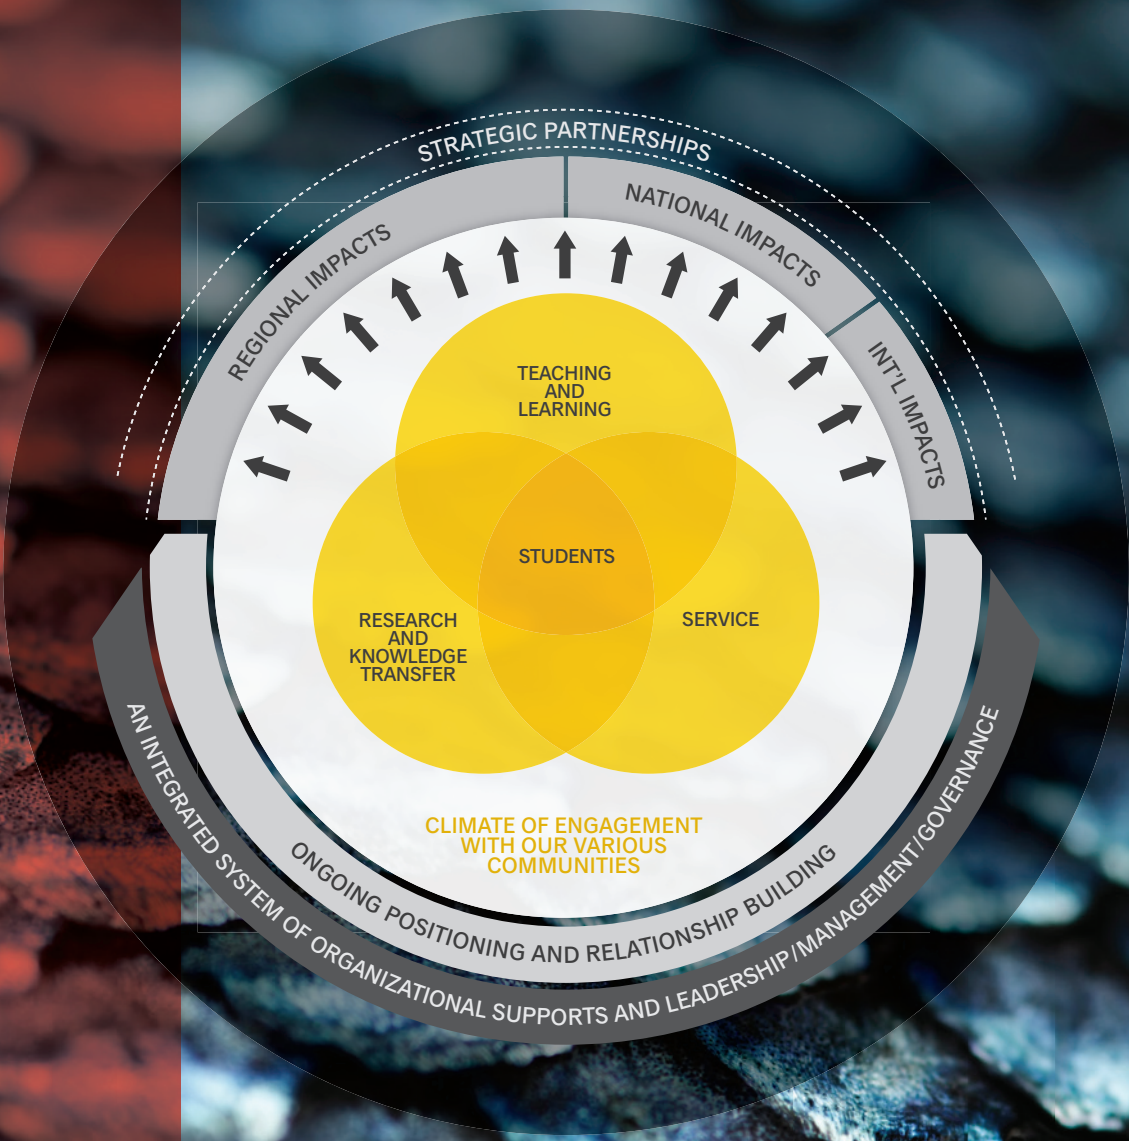 STRATEGIC PARTNERSHIPS
REGIONAL IMPACTS
NATIONAL IMPACTS
INT'L IMPACTS
TEACHING
AND
LEARNING
STUDENTS
RESEARCH
AND
KNOWLEDGE
TRANSFER
SERVICE
CLIMATE OF ENGAGEMENT
WITH OUR VARIOUS
COMMUNITIES
ONGOING POSITIONING AND RELATIONSHIP BUILDING
AN INTEGRATED SYSTEM OF ORGANIZATIONAL SUPPORTS AND LEADERSHIP/MANAGEMENT/GOVERNANCE